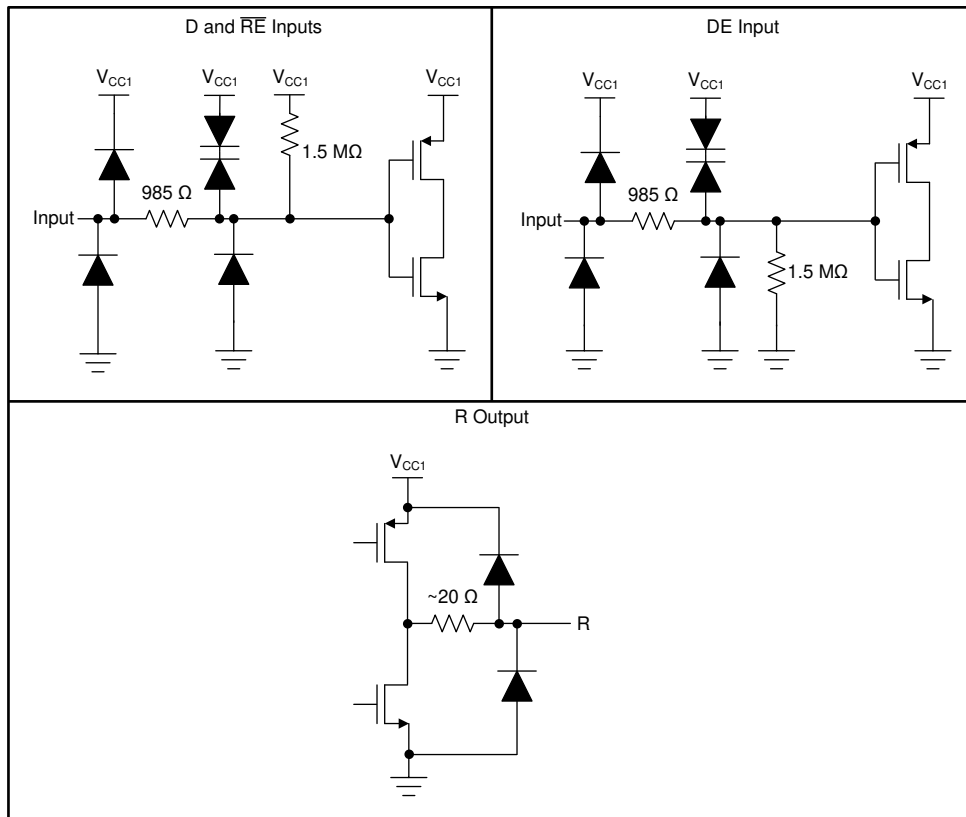 D and RE Inputs
VCC1 VCC1 VCC1 VCC1
1.5 MΩ
985 Ω
Input
DE Input
VCC1 VCC1 VCC1
985 Ω
Input
1.5 MΩ
R Output
VCC1
~20 Ω
R